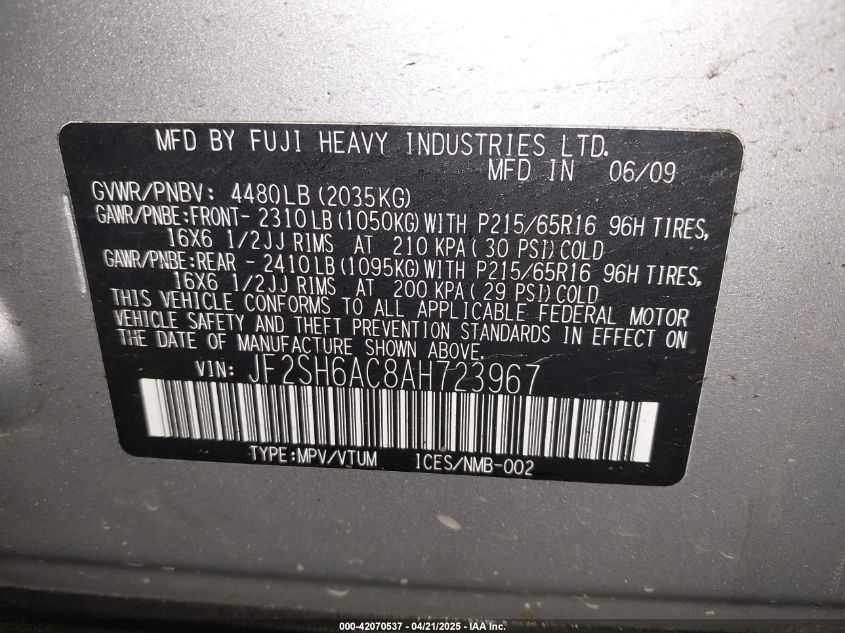 MFD BY FUJI HEAVY INDUSTRIES LTD.
MFD IN 06/09
GVWR/PNBV: 4480LB(2035KG)
GAWR/PNBE:FRONT- 2310LB(1050KG)WITH P215/65R16 96H TIRES,
16X6 1/2JJ RIMS AT 210 KPA(30 PSI)COLD
GAWR/PNBE:REAR - 2410LB(1095KG)WITH P215/65R16 96H TIRES,
16X6 1/2JJ RIMS AT 200 KPA(29 PSI)COLD
THIS VEHICLE CONFORMS TO ALL APPLICABLE FEDERAL MOTOR
VEHICLE SAFETY AND THEFT PREVENTION STANDARDS IN EFFECT ON
THE DATE OF MANUFACTURE SHOWN ABOVE.
VIN: JF2SH6AC8AH723967
TYPE:MPV/VTUM ICES/NMB-002
000-42070537 - 04/21/2025 - IAA Inc.